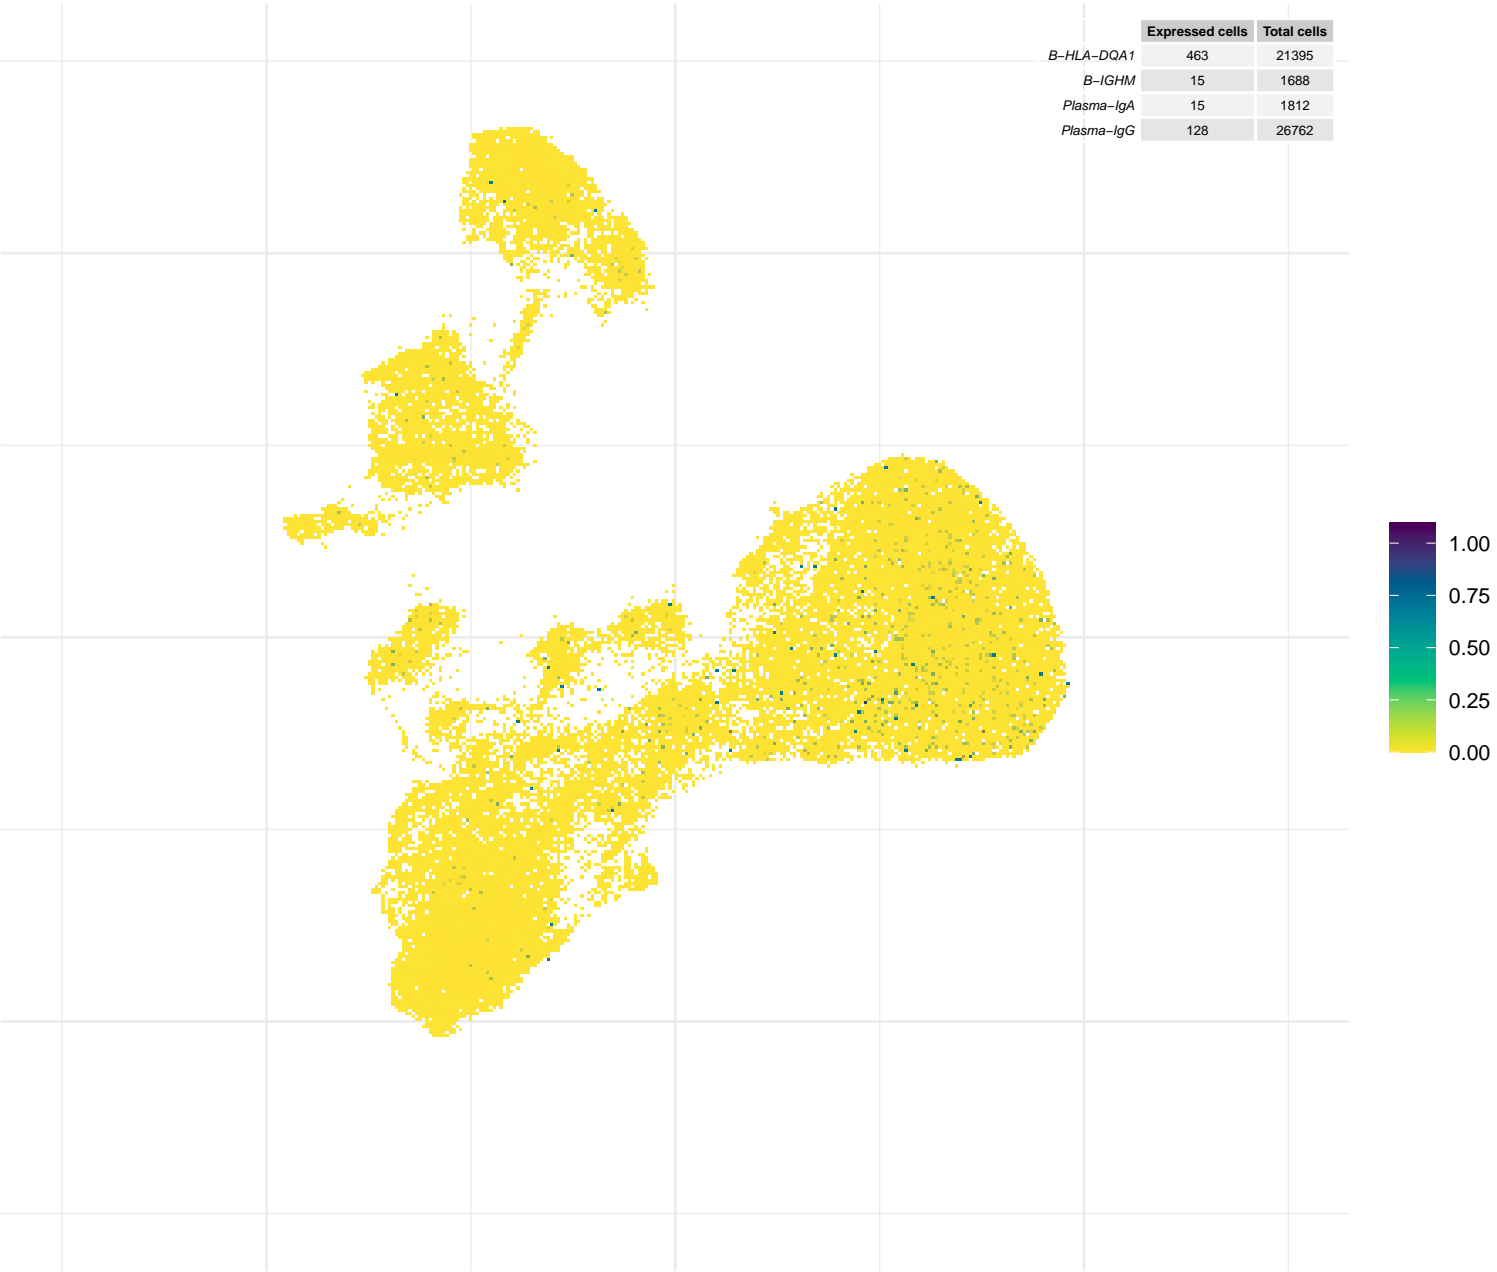 Expressed cells Total cells
B-HLA-DQA1 463 21395
B-IGHM 15 1688
Plasma-IgA 15 1812
Plasma-IgG 128 26762
1.00
0.75
0.50
0.25
0.00